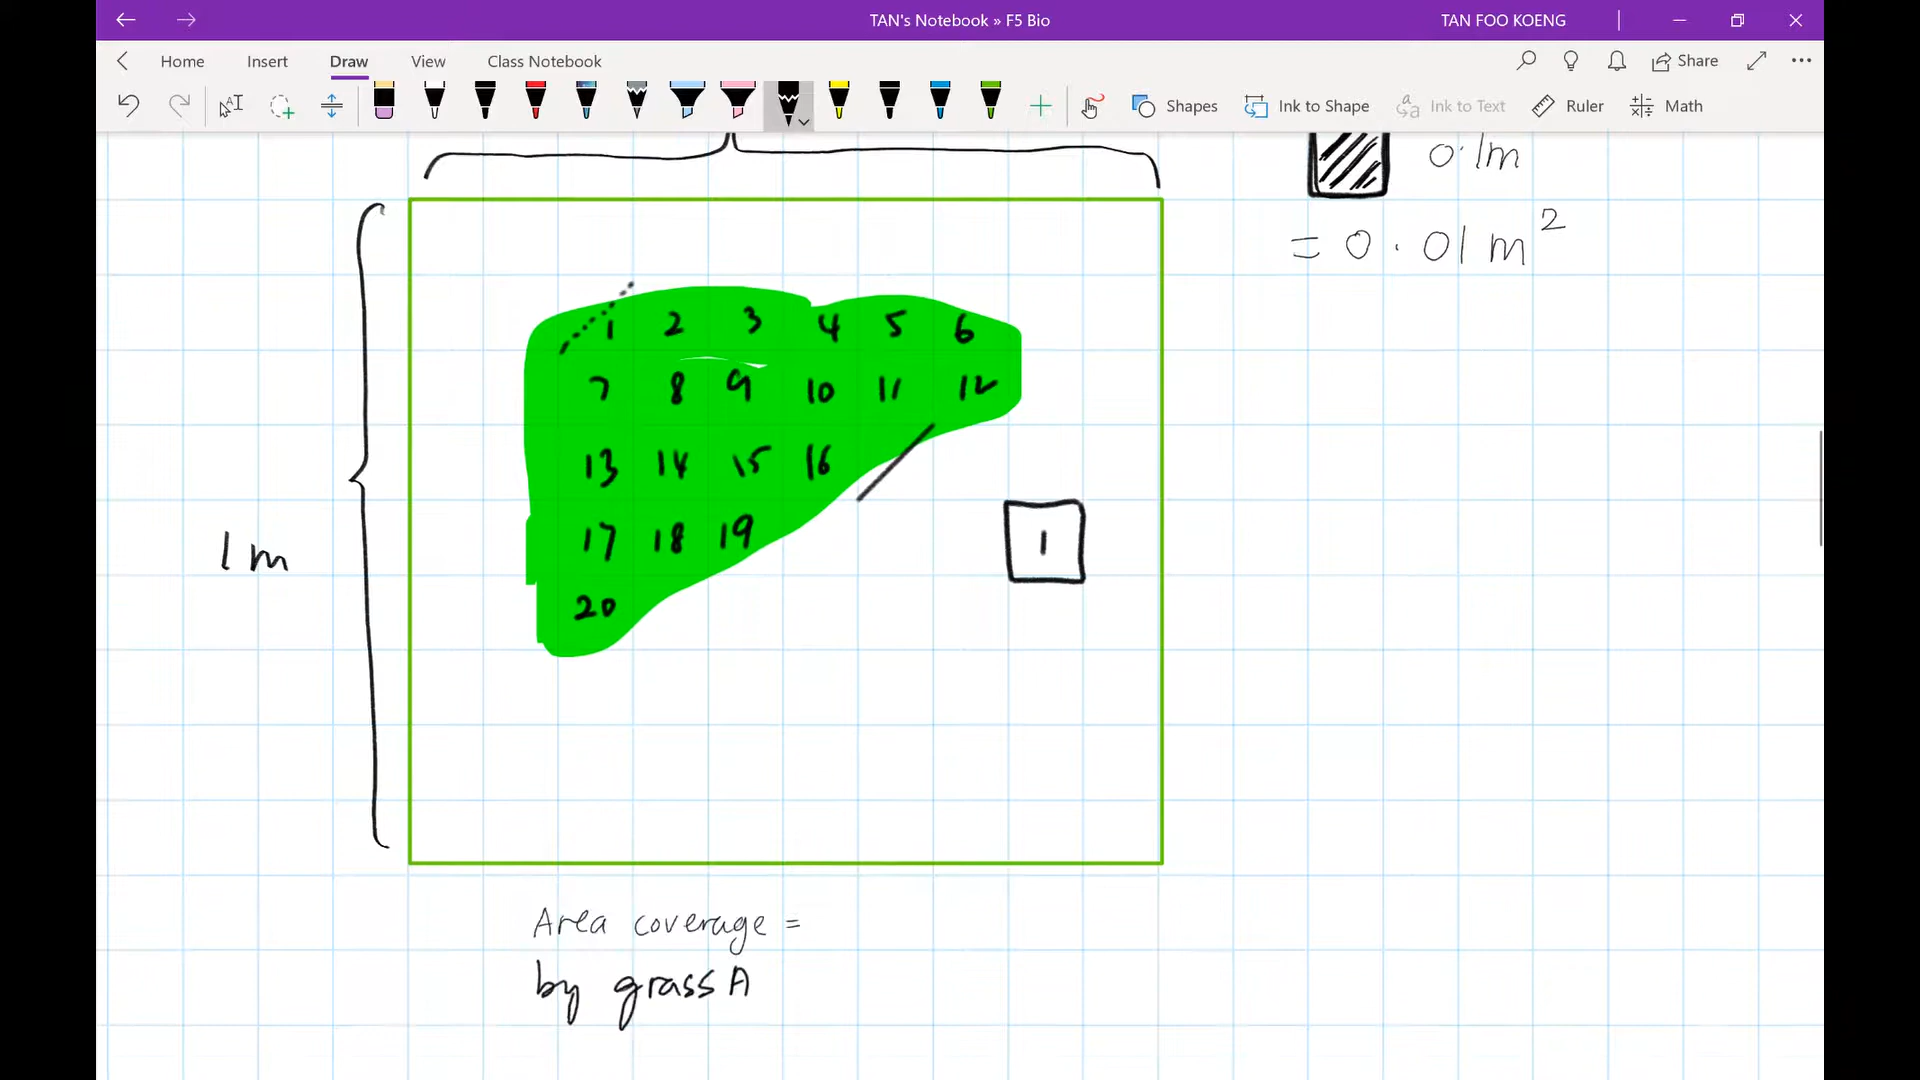 TAN's Notebook » F5 Bio
TAN FOO KOENG
Home Insert Draw View Class Notebook
Share
Shapes
Ink to Shape
Ink to Text
Ruler
Math
0.1m
= 0.01 m²
1 2 3 4 5 6
7 8 9 10 11 12
13 14 15 16
17 18 19
1
1 m
20
Area coverage =
by grass A